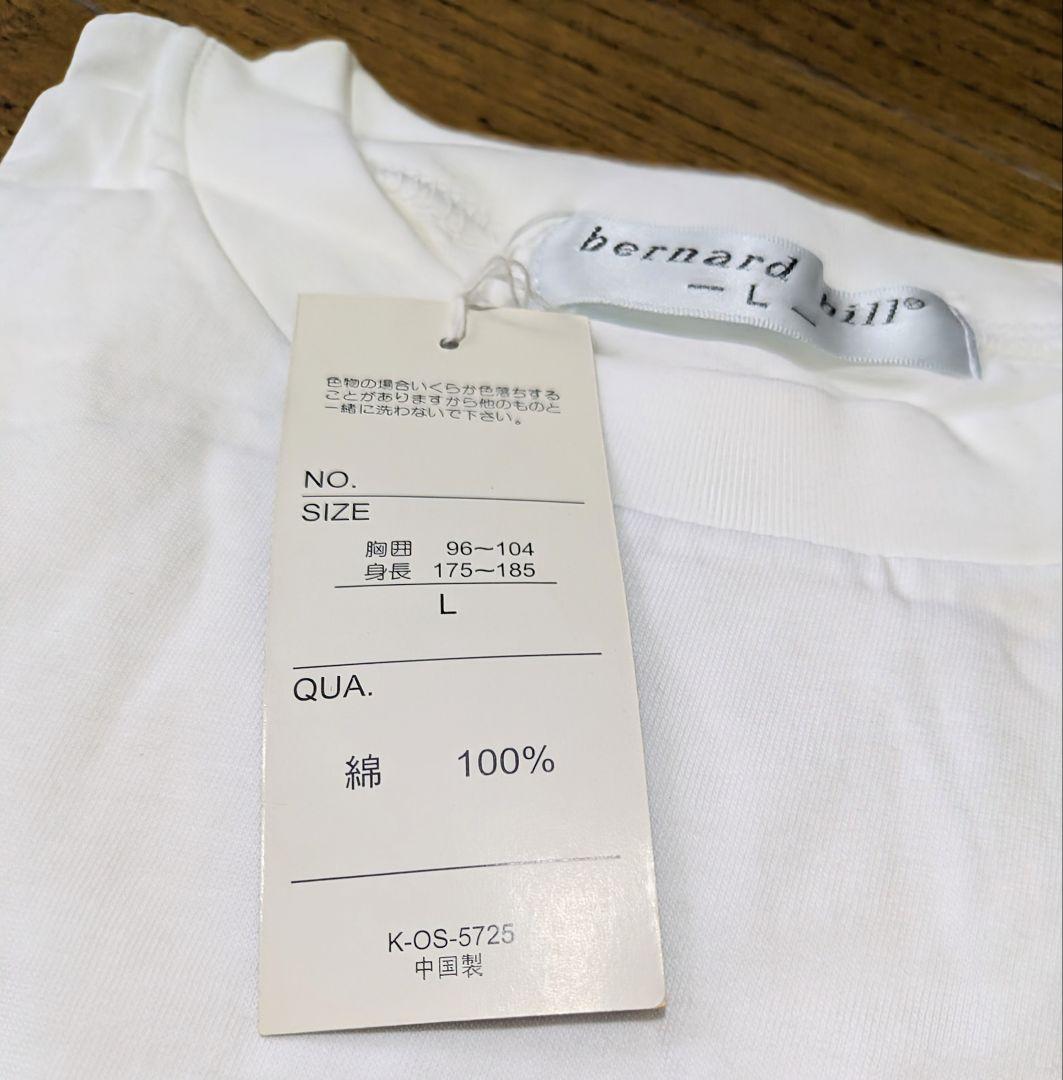 bernard hill®
— L —
色物の場合いくらか色落ちする
ことがありますから他のものと
一緒に洗わないで下さい。
NO.
SIZE
胸囲 96〜104
身長 175〜185
L
QUA.
綿 100%
K-OS-5725
中国製